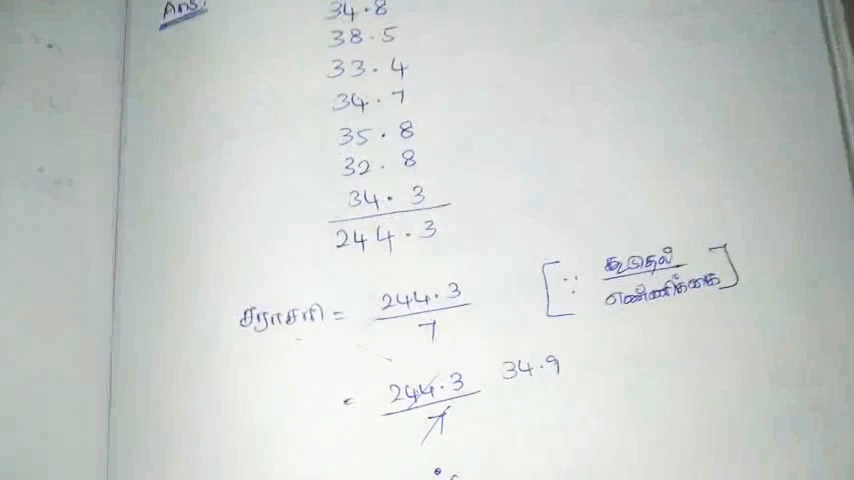 Ans:
34.8
38.5
33.4
34.7
35.8
32.8
34.3
244.3
சராசரி = 244.3 / 7 [∵ கூடுதல் / எண்ணிக்கை]
= 244.3 / 7 34.9